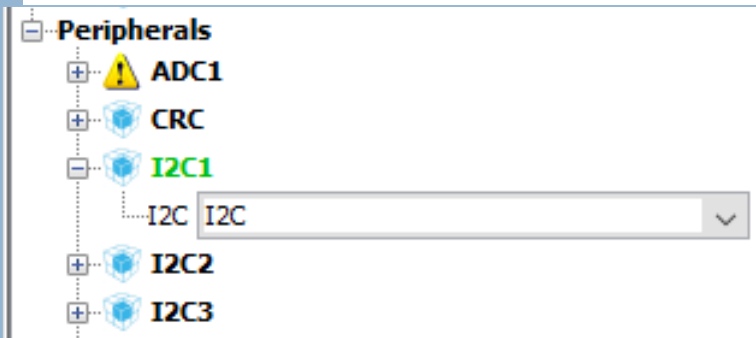 Peripherals
ADC1
CRC
I2C1
I2C I2C
I2C2
I2C3